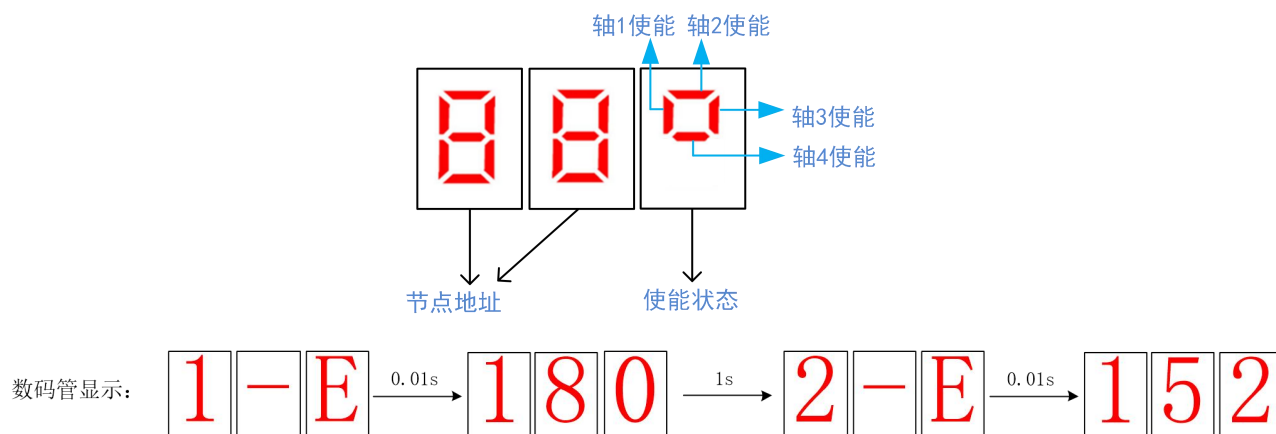 轴1使能 轴2使能
8 8
轴3使能
轴4使能
节点地址 使能状态
数码管显示: 1 - E 0.01s 1 8 0 1s 2 - E 0.01s 1 5 2